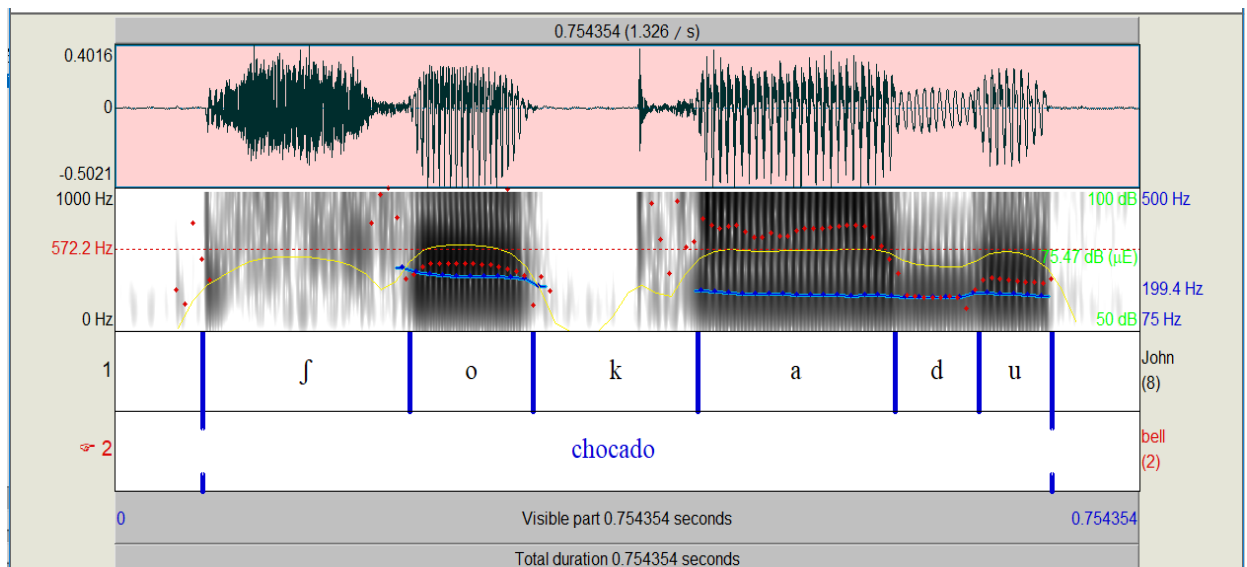 0.754354 (1.326 / s)
0.4016
0
-0.5021
1000 Hz 100 dB 500 Hz
572.2 Hz 75.47 dB (µE)
199.4 Hz
0 Hz 50 dB 75 Hz
1 ʃ o k a d u John
(8)
2 chocado bell
(2)
0 Visible part 0.754354 seconds 0.754354
Total duration 0.754354 seconds